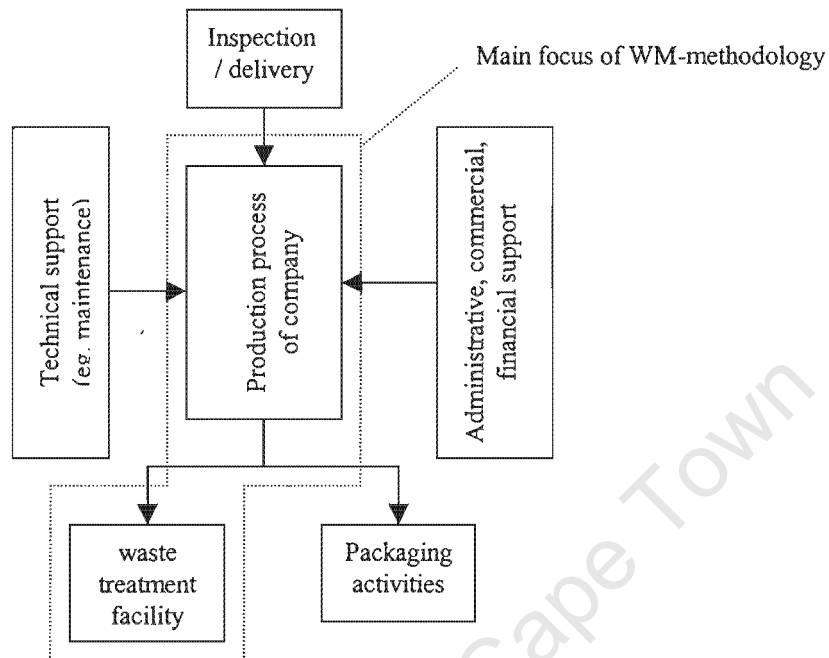 Inspection
/ delivery
Main focus of WM-methodology
Technical support
(eg. maintenance)
Production process
of company
Administrative, commercial,
financial support
waste
treatment
facility
Packaging
activities
Cape Town